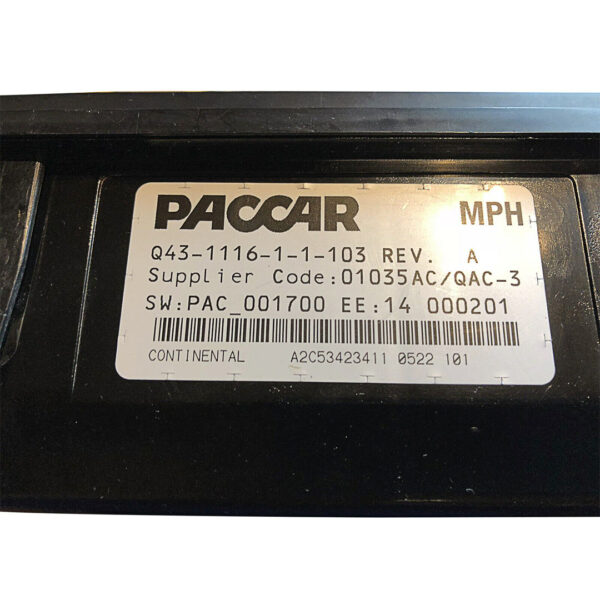 PACCAR MPH
Q43-1116-1-1-103 REV. A
Supplier Code:01035AC/QAC-3
SW:PAC_001700 EE:14 000201
CONTINENTAL A2C53423411 0522 101